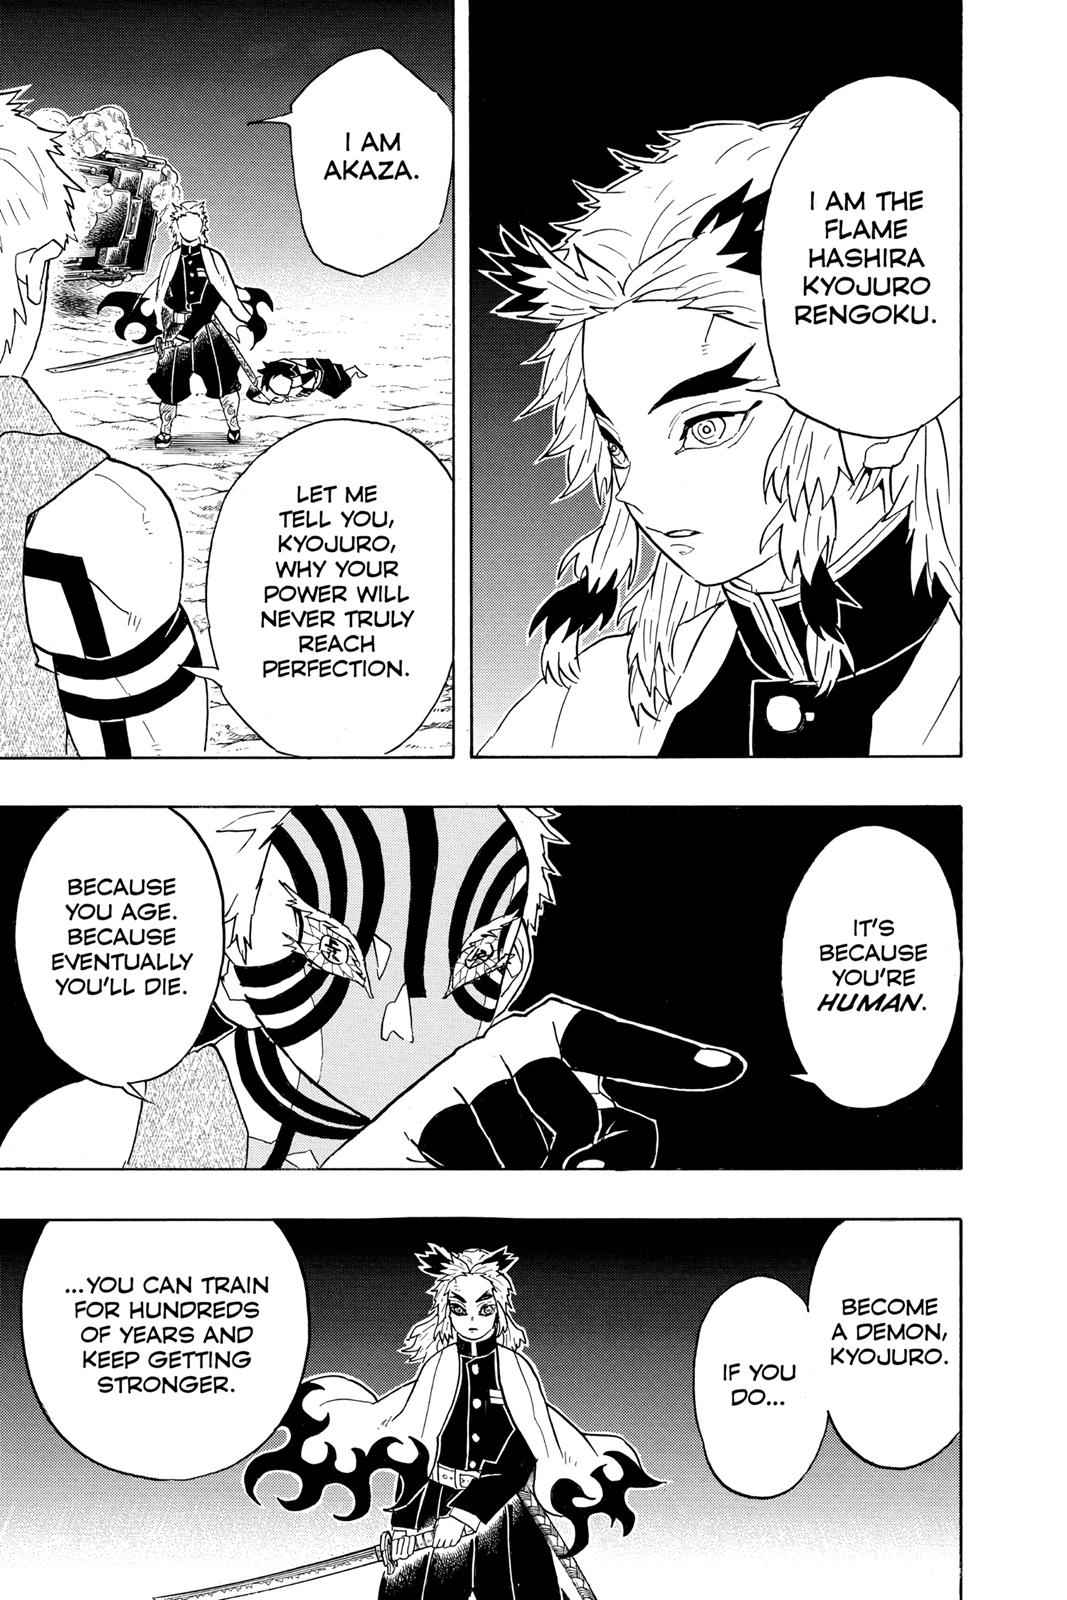 I AM THE
FLAME
HASHIRA
KYOJURO
RENGOKU.
I AM
AKAZA.
LET ME
TELL YOU,
KYOJURO,
WHY YOUR
POWER WILL
NEVER TRULY
REACH
PERFECTION.
IT'S
BECAUSE
YOU'RE
HUMAN.
BECAUSE
YOU AGE.
BECAUSE
EVENTUALLY
YOU'LL DIE.
BECOME
A DEMON,
KYOJURO.
IF YOU
DO...
...YOU CAN TRAIN
FOR HUNDREDS
OF YEARS AND
KEEP GETTING
STRONGER.